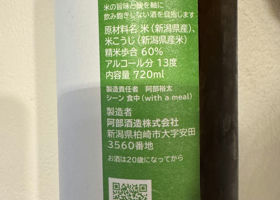 米の旨味と酸を軸に
飲み飽きしない酒を目指します
原材料名 米(新潟県産)、
米こうじ(新潟県産米)
精米歩合 60%
アルコール分 13度
内容量 720ml
製造責任者 阿部裕太
シーン 食中 (with a meal)
製造者
阿部酒造株式会社
新潟県柏崎市大字安田
3560番地
お酒は20歳になってから